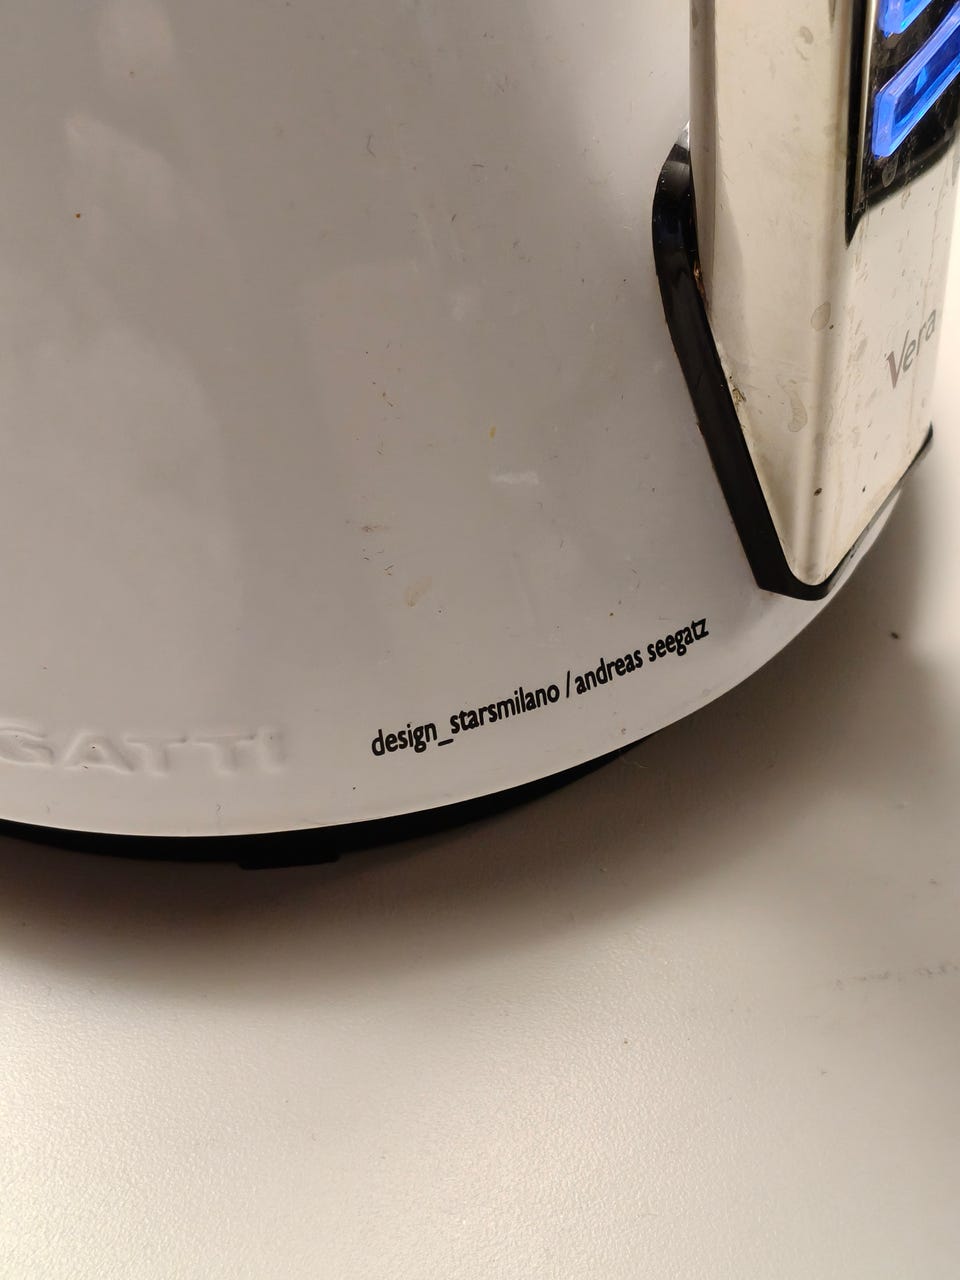 Vera
design_starsmilano / andreas seegatz
GATTI